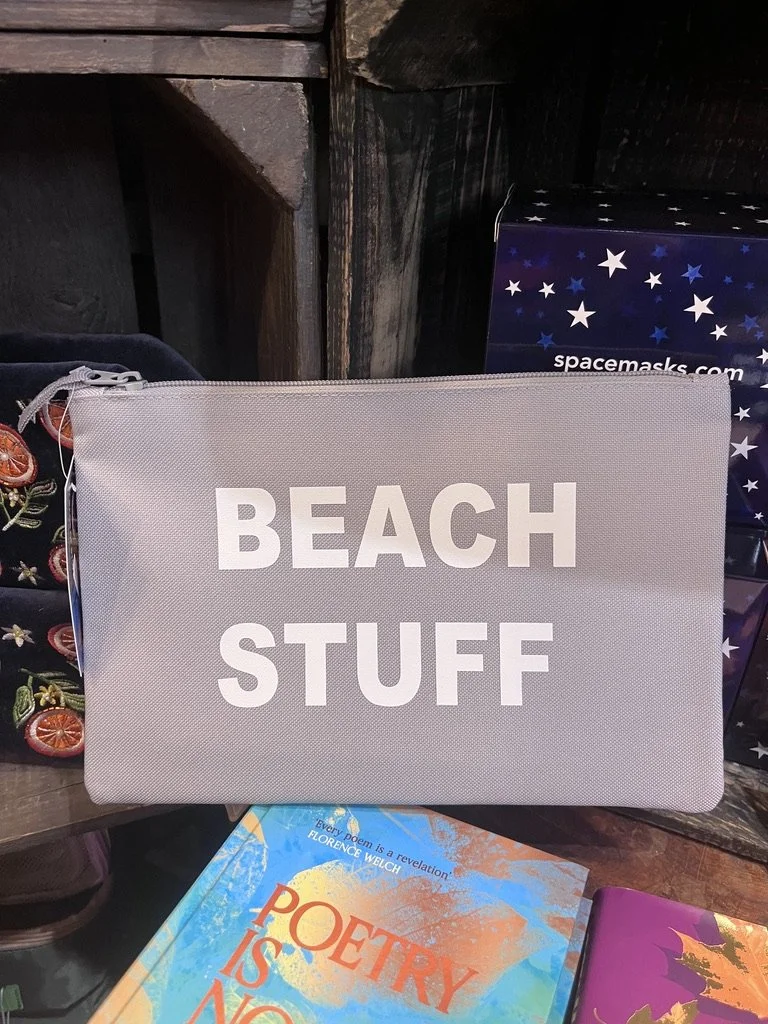 spacemasks.com
BEACH
STUFF
'Every poem is a revelation'
FLORENCE WELCH
POETRY
IS